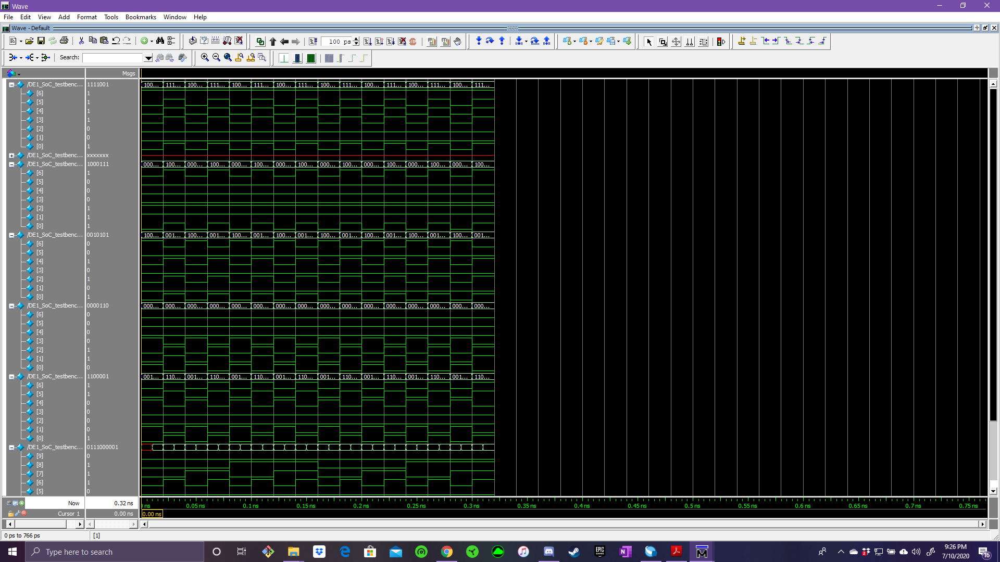 Wave
File Edit View Add Format Tools Bookmarks Window Help
Wave - Default
100 ps
Search:
Msgs
/DE1_SoC_testbenc... 1111001 100... 111... 100... 111... 100... 111... 100... 111... 100... 111... 100... 111... 100... 111... 100... 111...
[6] 1
[5] 1
[4] 1
[3] 1
[2] 0
[1] 0
[0] 1
/DE1_SoC_testbenc... xxxxxxx
/DE1_SoC_testbenc... 1000111 000... 100... 000... 100... 000... 100... 000... 100... 000... 100... 000... 100... 000... 100... 000... 100...
[6] 1
[5] 0
[4] 0
[3] 0
[2] 1
[1] 1
[0] 1
/DE1_SoC_testbenc... 0010101 100... 001... 100... 001... 100... 001... 100... 001... 100... 001... 100... 001... 100... 001... 100... 001...
[6] 0
[5] 0
[4] 1
[3] 0
[2] 1
[1] 0
[0] 1
/DE1_SoC_testbenc... 0000110 000... 000... 000... 000... 000... 000... 000... 000... 000... 000... 000... 000... 000... 000... 000... 000...
[6] 0
[5] 0
[4] 0
[3] 0
[2] 1
[1] 1
[0] 0
/DE1_SoC_testbenc... 1100001 001... 110... 001... 110... 001... 110... 001... 110... 001... 110... 001... 110... 001... 110... 001... 110...
[6] 1
[5] 1
[4] 0
[3] 0
[2] 0
[1] 0
[0] 1
/DE1_SoC_testbenc... 0111000001
[9] 0
[8] 1
[7] 1
[6] 1
[5] 0
Now 0.32 ns ns 0.05 ns 0.1 ns 0.15 ns 0.2 ns 0.25 ns 0.3 ns 0.35 ns 0.4 ns 0.45 ns 0.5 ns 0.55 ns 0.6 ns 0.65 ns 0.7 ns 0.75 ns
Cursor 1 0.00 ns 0.00 ns
0 ps to 766 ps [1]
Type here to search
EPIC GAMES
9:26 PM
7/10/2020
16